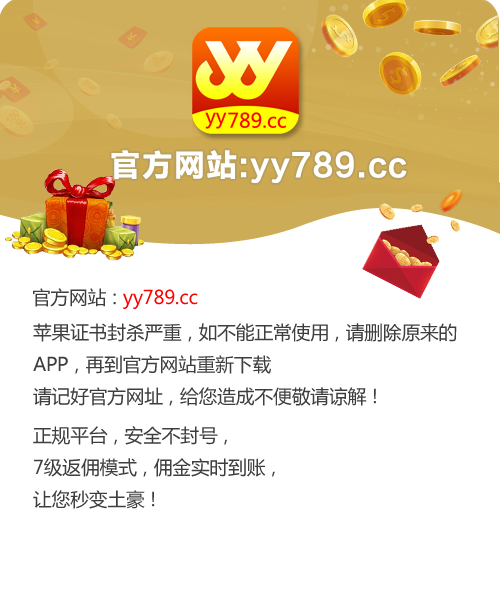 yy789.cc
官方网站:yy789.cc
官方网站：yy789.cc
苹果证书封杀严重，如不能正常使用，请删除原来的
APP，再到官方网站重新下载
请记好官方网址，给您造成不便敬请谅解！
正规平台，安全不封号，
7级返佣模式，佣金实时到账，
让您秒变土豪！